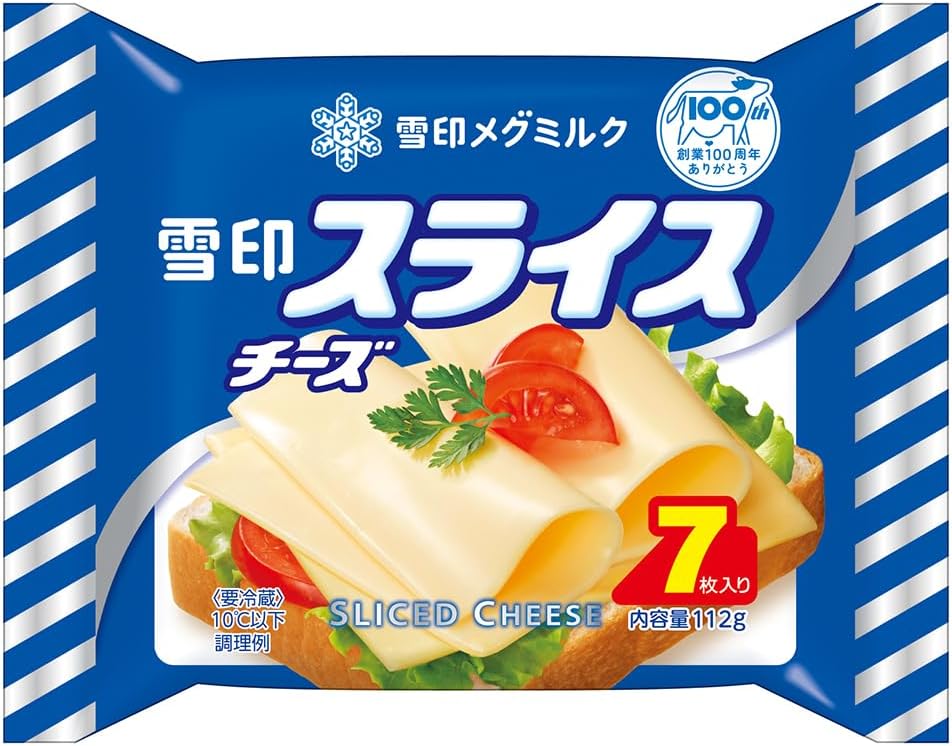 雪印メグミルク
100th
創業100周年
ありがとう
雪印 スライス
チーズ
7
枚入り
〈要冷蔵〉
10℃以下
調理例
SLICED CHEESE
内容量112g